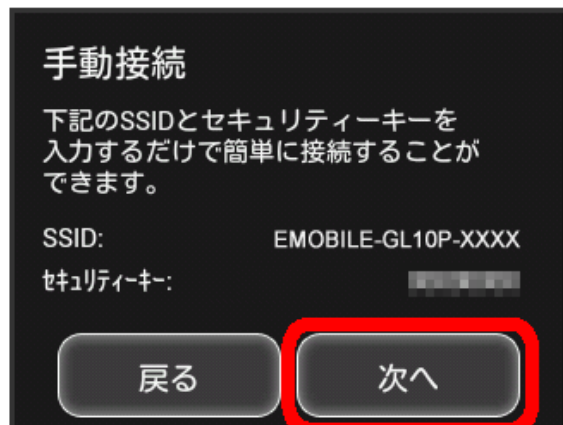 手動接続
下記のSSIDとセキュリティーキーを
入力するだけで簡単に接続することが
できます。
SSID: EMOBILE-GL10P-XXXX
ｾｷｭﾘﾃｨｰｷｰ:
戻る 次へ